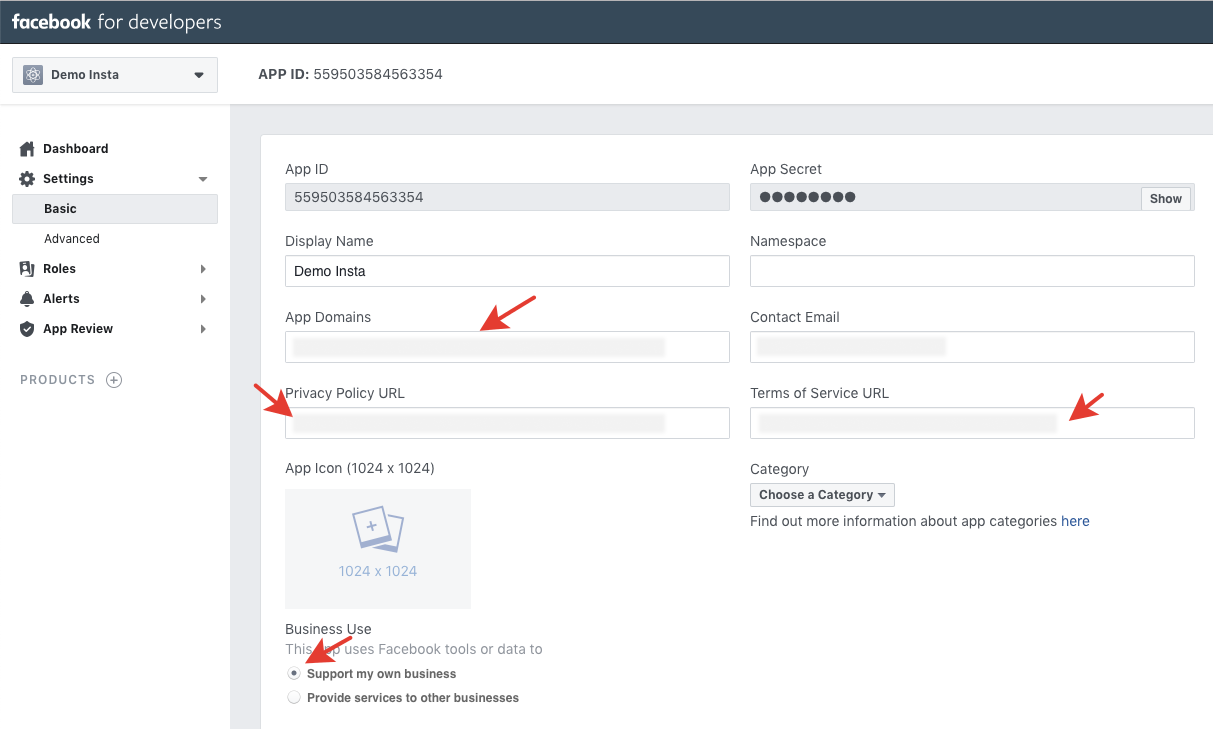 facebook for developers
Demo Insta
APP ID: 559503584563354
Dashboard
Settings
Basic
Advanced
Roles
Alerts
App Review
PRODUCTS
App ID
559503584563354
App Secret
●●●●●●●●
Show
Display Name
Demo Insta
Namespace
App Domains
Contact Email
Privacy Policy URL
Terms of Service URL
App Icon (1024 x 1024)
1024 x 1024
Category
Choose a Category
Find out more information about app categories here
Business Use
This app uses Facebook tools or data to
Support my own business
Provide services to other businesses